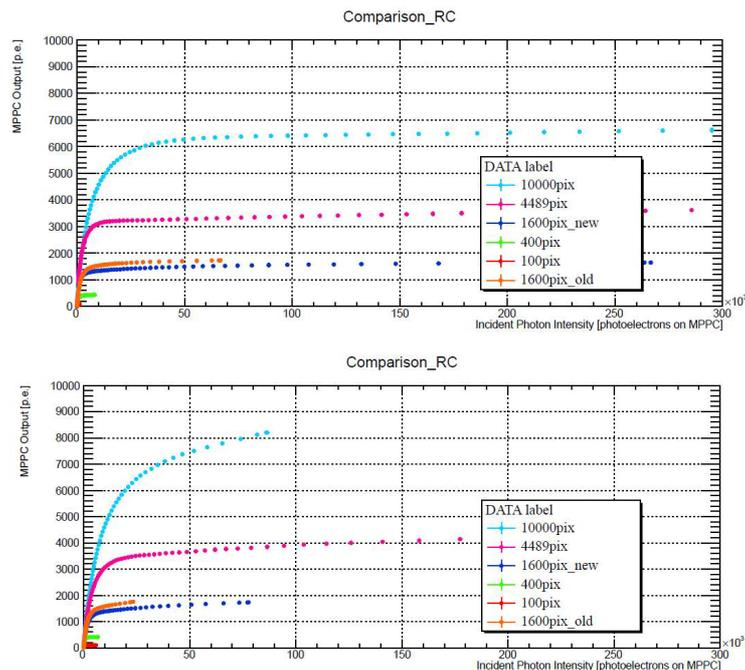 Comparison_RC
MPPC Output [p.e.]
10000
9000
8000
7000
6000
5000
4000
3000
2000
1000
0
DATA label
10000pix
4489pix
1600pix_new
400pix
100pix
1600pix_old
0 50 100 150 200 250 300
×10³
Incident Photon Intensity [photoelectrons on MPPC]
Comparison_RC
MPPC Output [p.e.]
10000
9000
8000
7000
6000
5000
4000
3000
2000
1000
0
DATA label
10000pix
4489pix
1600pix_new
400pix
100pix
1600pix_old
0 50 100 150 200 250 300
×10³
Incident Photon Intensity [photoelectrons on MPPC]